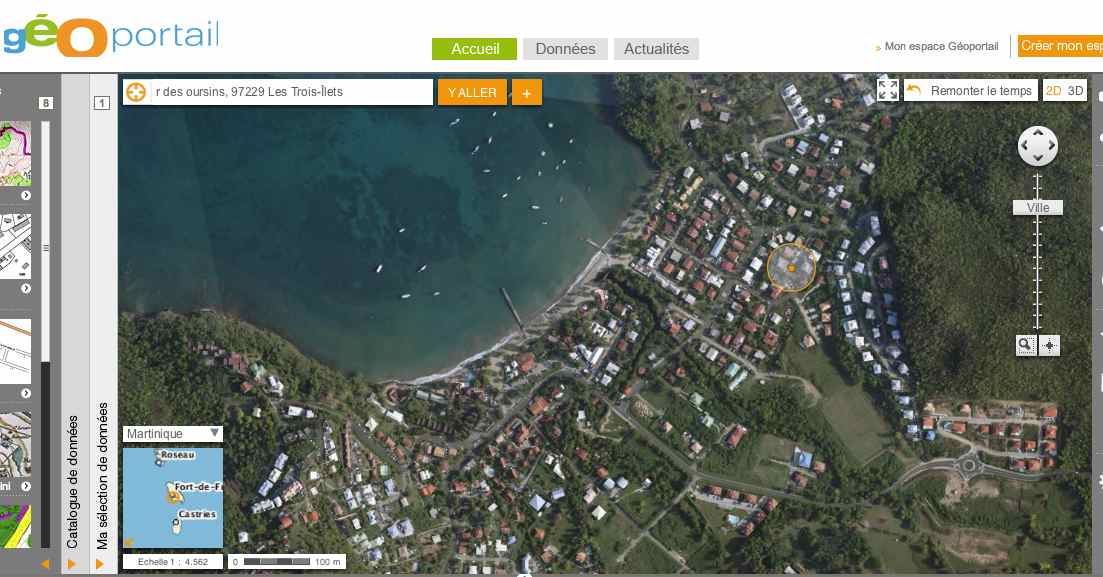 géoportail
Accueil
Données
Actualités
Mon espace Géoportail
Créer mon esp
8
1
r des oursins, 97229 Les Trois-Îlets
Y ALLER
+
Remonter le temps
2D 3D
Ville
Catalogue de données
Ma sélection de données
ini
Martinique
Roseau
Fort-de-Fr
Castries
Echelle 1 : 4.562
0 100 m